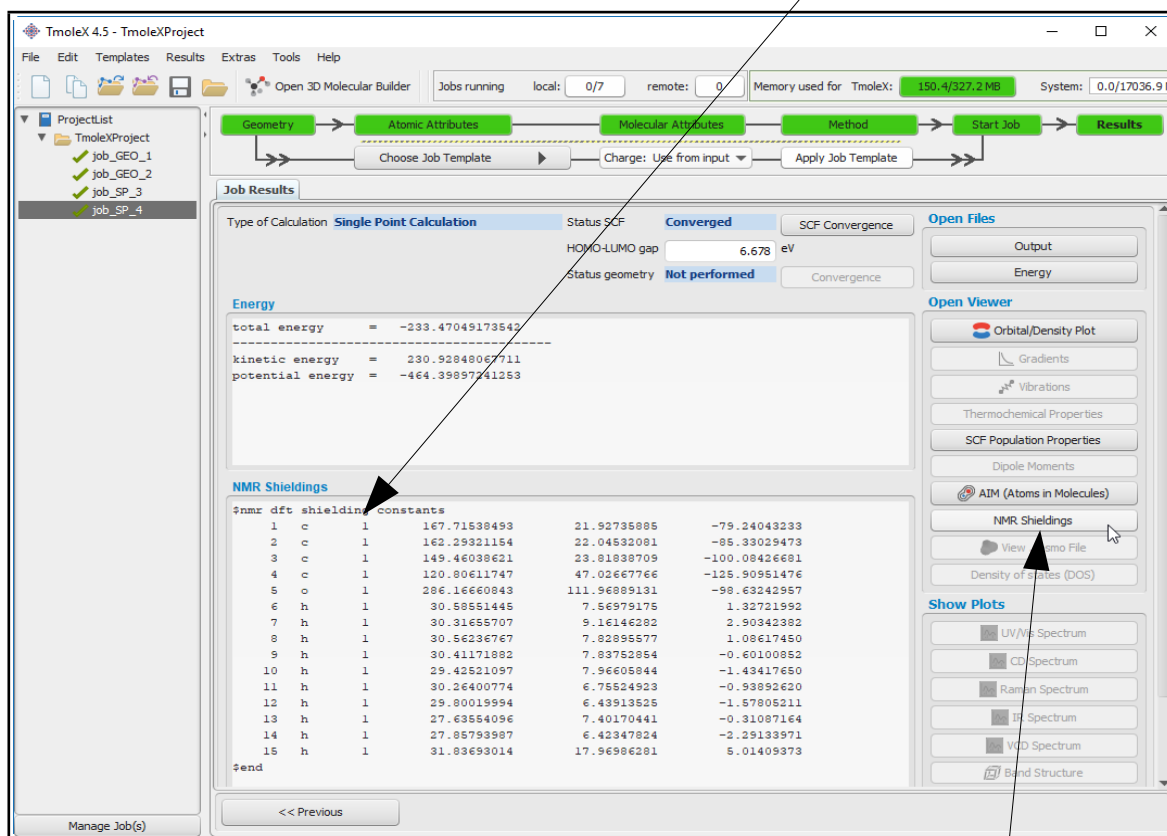 TmoleX 4.5 - TmoleXProject
File Edit Templates Results Extras Tools Help
Open 3D Molecular Builder Jobs running local: 0/7 remote: 0 Memory used for TmoleX: 150.4/327.2 MB System: 0.0/17036.9
ProjectList
TmoleXProject
job_GEO_1
job_GEO_2
job_SP_3
job_SP_4
Manage Job(s)
Geometry Atomic Attributes Molecular Attributes Method Start Job Results
Choose Job Template Charge: Use from input Apply Job Template
Job Results
Type of Calculation Single Point Calculation Status SCF Converged SCF Convergence
HOMO-LUMO gap 6.678 eV
Status geometry Not performed Convergence
Energy
total energy = -233.47049173542
------------------------------------------
kinetic energy = 230.92848067711
potential energy = -464.39897241253
NMR Shieldings
$nmr dft shielding constants
1 c 1 167.71538493 21.92735885 -79.24043233
2 c 1 162.29321154 22.04532081 -85.33029473
3 c 1 149.46038621 23.81838709 -100.08426681
4 c 1 120.80611747 47.02667766 -125.90951476
5 o 1 286.16660843 111.96889131 -98.63242957
6 h 1 30.58551445 7.56979175 1.32721992
7 h 1 30.31655707 9.16146282 2.90342382
8 h 1 30.56236767 7.82895577 1.08617450
9 h 1 30.41171882 7.83752854 -0.60100852
10 h 1 29.42521097 7.96605844 -1.43417650
11 h 1 30.26400774 6.75524923 -0.93892620
12 h 1 29.80019994 6.43913525 -1.57805211
13 h 1 27.63554096 7.40170441 -0.31087164
14 h 1 27.85793987 6.42347824 -2.29133971
15 h 1 31.83693014 17.96986281 5.01409373
$end
<< Previous
Open Files
Output
Energy
Open Viewer
Orbital/Density Plot
Gradients
Vibrations
Thermochemical Properties
SCF Population Properties
Dipole Moments
AIM (Atoms in Molecules)
NMR Shieldings
View File
Density of states (DOS)
Show Plots
UV/Vis Spectrum
CD Spectrum
Raman Spectrum
IR Spectrum
VCD Spectrum
Band Structure